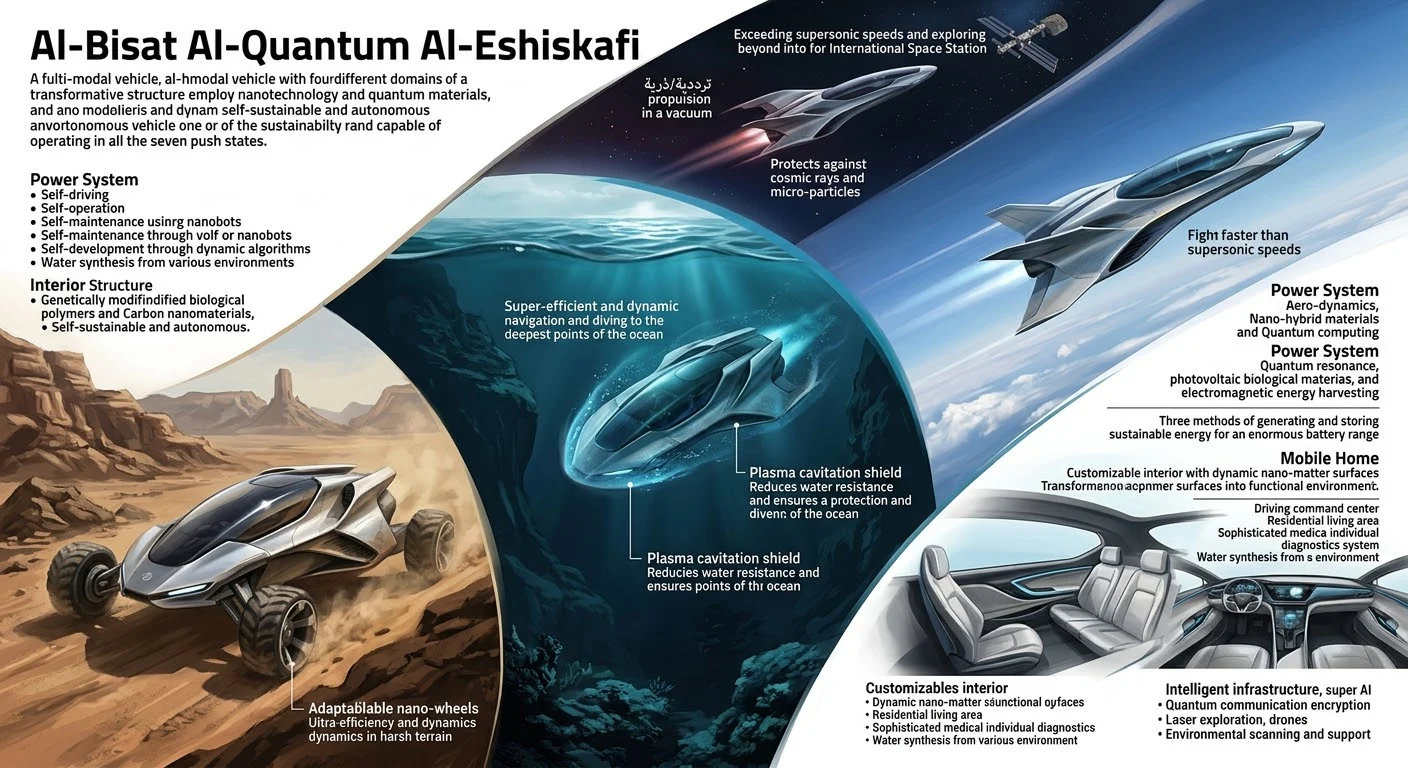 Al-Bisat Al-Quantum Al-Eshiskafi
A fulti-modal vehicle, al-hmodal vehicle with fourdifferent domains of a
transformative structure employ nanotechnology and quantum materials,
and ano modelieris and dynam self-sustainable and autonomous
anvortonomous vehicle one or of the sustainabilty rand capable of
operating in all the seven push states.
Power System
• Self-driving
• Self-operation
• Self-maintenance usinrg nanobots
• Self-maintenance through volf or nanobots
• Self-development through dynamic algorithms
• Water synthesis from various environments
Interior Structure
• Genetically modifindified biological
polymers and Carbon nanomaterials,
• Self-sustainable and autonomous.
Exceeding supersonic speeds and exploring
beyond into for International Space Station
propulsion
in a vacuum
Protects against
cosmic rays and
micro-particles
Fight faster than
supersonic speeds
Super-efficient and dynamic
navigation and diving to the
deepest points of the ocean
Plasma cavitation shield
Reduces water resistance
and ensures a protection and
of the ocean
Plasma cavitation shield
Reducies water resistance and
ensures points of the ocean
Adaptablable nano-wheels
Ultra-efficiency and dynamics
dynamics in harsh terrain
Power System
Aero-dynamics,
Nano-hybrid materials
and Quantum computing
Power System
Quantum resonance,
photovoltaic biological materias, and
electromagnetic energy harvesting
Three methods of generating and storing
sustainable energy for an enormous battery range
Mobile Home
Customizable interior with dynamic nano-matter surfaces
surfaces into functional environment.
Driving command center
Residential living area
Sophisticated medica individual
diagnostics system
Water synthesis from s environment
Customizables interior
• Dynamic nano-matter
• Residential living area
• Sophisticated medical individual diagnostics
• Water synthesis from various environment
Intelligent infrastructure, super AI
• Quantum communication encryption
• Laser exploration, drones
• Environmental scanning and support